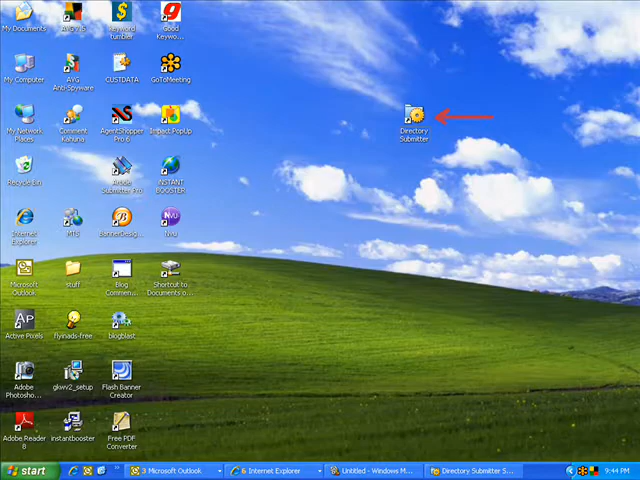 My Documents
AVG 7.5
keyword
tumbler
Good
Keywo...
My Computer
AVG
Anti-Spyware
CUSTDATA
GoToMeeting
My Network
Places
Comment
Kahuna
AgentShopper
Pro 6
Impact PopUp
Directory
Submitter
Recycle Bin
Article
Submitter Pro
INSTANT
BOOSTER
Internet
Explorer
MTS
BannerDesig...
Nvu
Microsoft
Outlook
stuff
Blog
Commen...
Shortcut to
Documents o...
AP
Active Pixels
flyinads-free
blogblast
Adobe
Photosho...
gkwv2_setup
Flash Banner
Creator
Adobe Reader
8
instantbooster
Free PDF
Converter
start
3 Microsoft Outlook
6 Internet Explorer
Untitled - Windows M...
Directory Submitter S...
9:44 PM